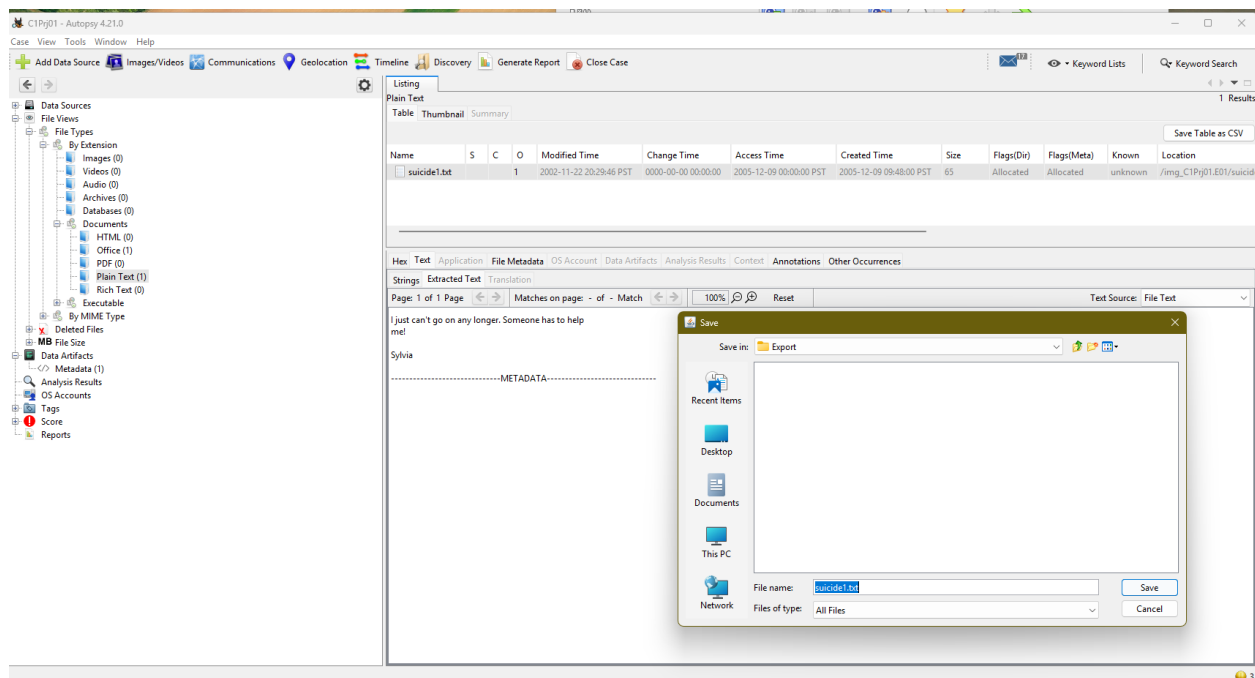 C1Prj01 - Autopsy 4.21.0
Case View Tools Window Help
Add Data Source Images/Videos Communications Geolocation Timeline Discovery Generate Report Close Case Keyword Lists Keyword Search
Listing
Plain Text
1 Results
Table Thumbnail Summary
Save Table as CSV
Name S C O Modified Time Change Time Access Time Created Time Size Flags(Dir) Flags(Meta) Known Location
suicide1.txt 1 2002-11-22 20:29:46 PST 0000-00-00 00:00:00 2005-12-09 00:00:00 PST 2005-12-09 09:48:00 PST 65 Allocated Allocated unknown /img_C1Prj01.E01/suicid
Data Sources
File Views
File Types
By Extension
Images (0)
Videos (0)
Audio (0)
Archives (0)
Databases (0)
Documents
HTML (0)
Office (1)
PDF (0)
Plain Text (1)
Rich Text (0)
Executable
By MIME Type
Deleted Files
MB File Size
Data Artifacts
Metadata (1)
Analysis Results
OS Accounts
Tags
Score
Reports
Hex Text Application File Metadata OS Account Data Artifacts Analysis Results Context Annotations Other Occurrences
Strings Extracted Text Translation
Page: 1 of 1 Page Matches on page: - of - Match 100% Reset Text Source: File Text
I just can't go on any longer. Someone has to help
me!
Sylvia
------------------------------METADATA------------------------------
Save
Save in: Export
Recent Items
Desktop
Documents
This PC
Network
File name: suicide1.txt Save
Files of type: All Files Cancel